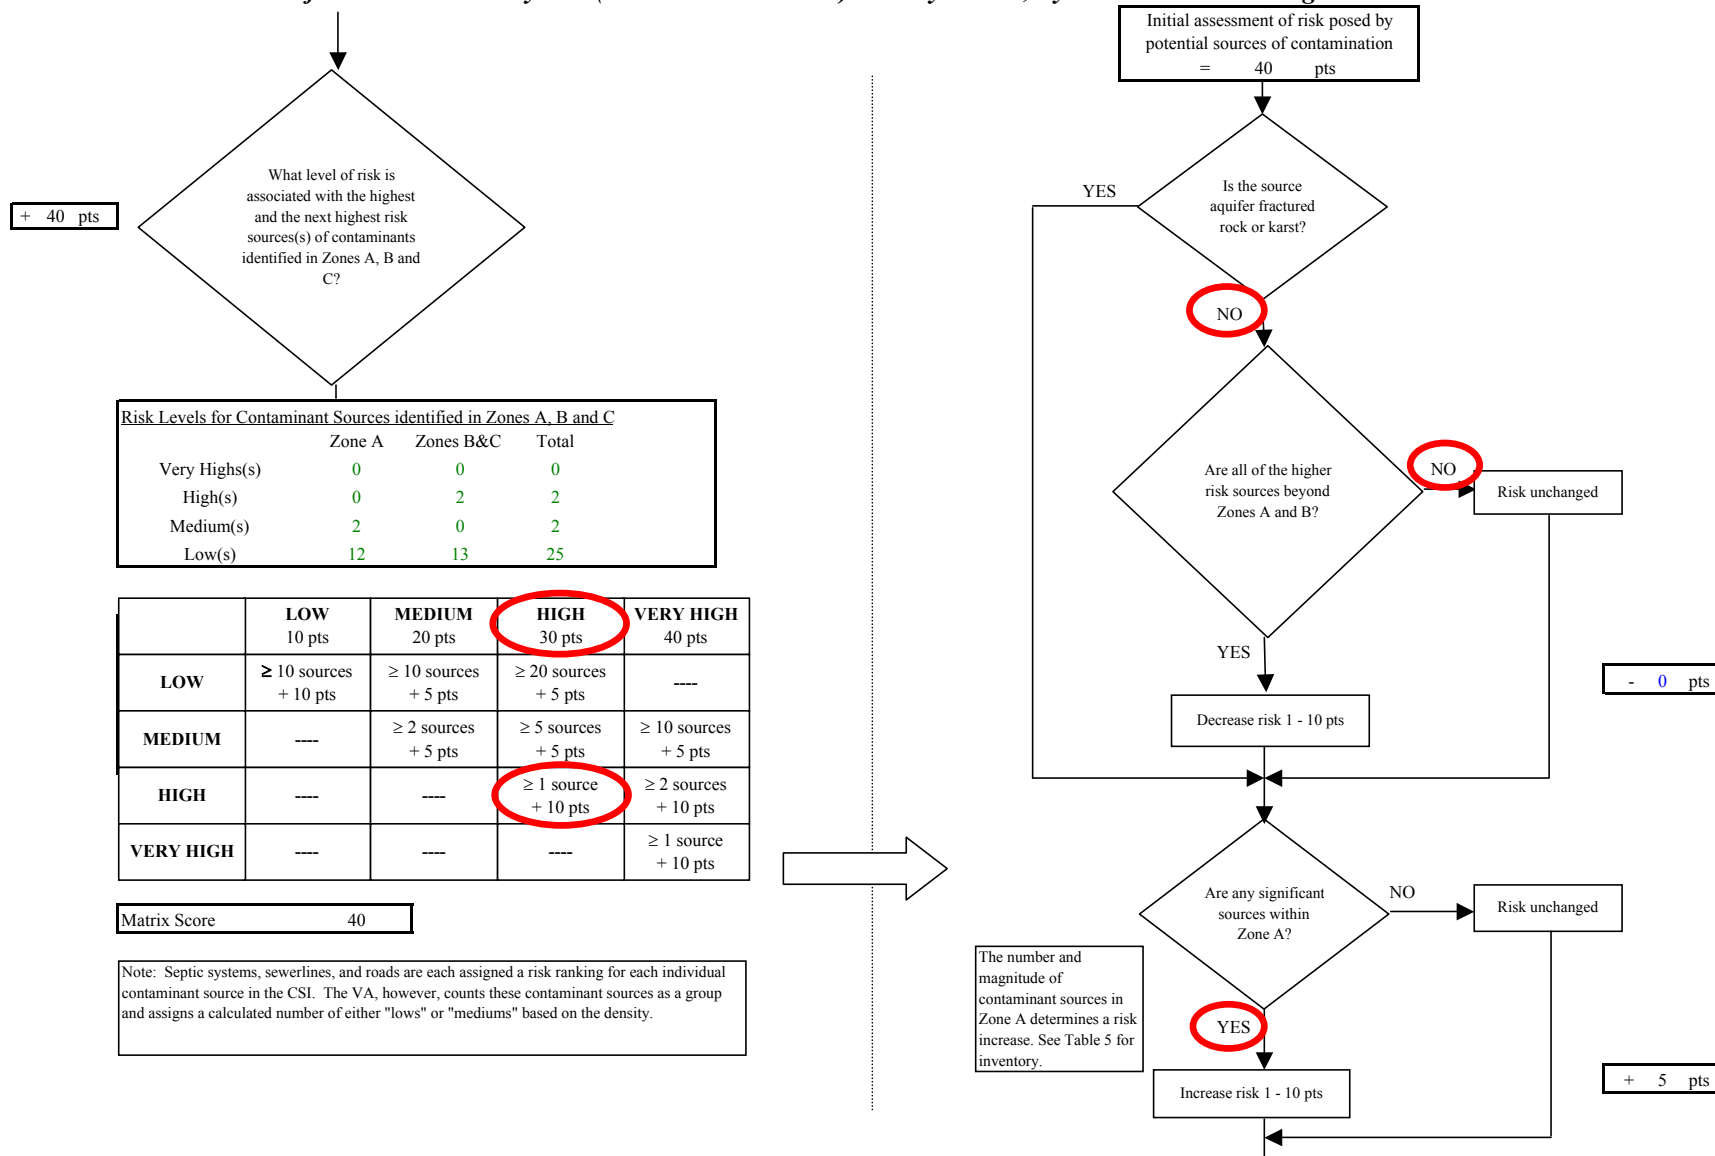 + 40 pts
What level of risk is
associated with the highest
and the next highest risk
sources(s) of contaminants
identified in Zones A, B and
C?
Risk Levels for Contaminant Sources identified in Zones A, B and C
Zone A Zones B&C Total
Very Highs(s) 0 0 0
High(s) 0 2 2
Medium(s) 2 0 2
Low(s) 12 13 25
LOW MEDIUM HIGH VERY HIGH
10 pts 20 pts 30 pts 40 pts
LOW ≥ 10 sources ≥ 10 sources ≥ 20 sources ----
+ 10 pts + 5 pts + 5 pts
MEDIUM ---- ≥ 2 sources ≥ 5 sources ≥ 10 sources
+ 5 pts + 5 pts + 5 pts
HIGH ---- ---- ≥ 1 source ≥ 2 sources
+ 10 pts + 10 pts
VERY HIGH ---- ---- ---- ≥ 1 source
+ 10 pts
Matrix Score 40
Note: Septic systems, sewerlines, and roads are each assigned a risk ranking for each individual
contaminant source in the CSI. The VA, however, counts these contaminant sources as a group
and assigns a calculated number of either "lows" or "mediums" based on the density.
Initial assessment of risk posed by
potential sources of contamination
= 40 pts
Is the source
aquifer fractured
rock or karst?
YES
NO
Are all of the higher
risk sources beyond
Zones A and B?
NO
Risk unchanged
YES
- 0 pts
Decrease risk 1 - 10 pts
Are any significant
sources within
Zone A?
NO
Risk unchanged
The number and
magnitude of
contaminant sources in
Zone A determines a risk
increase. See Table 5 for
inventory.
YES
+ 5 pts
Increase risk 1 - 10 pts